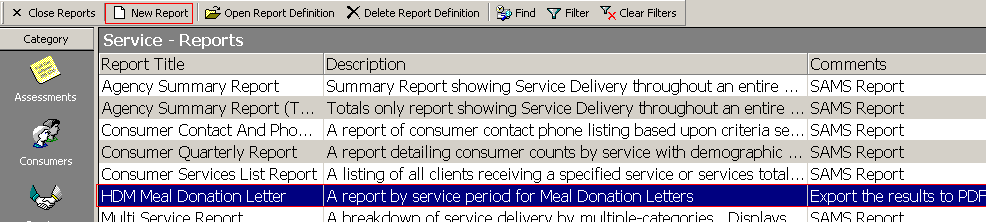 × Close Reports New Report Open Report Definition Delete Report Definition Find Filter Clear Filters
Category
Service - Reports
Report Title Description Comments
Agency Summary Report Summary Report showing Service Delivery throughout an entire ... SAMS Report
Assessments
Agency Summary Report (T... Totals only report showing Service Delivery throughout an entire ... SAMS Report
Consumer Contact And Pho... A report of consumer contact phone listing based upon criteria se... SAMS Report
Consumer Quarterly Report A report detailing consumer counts by service with demographic ... SAMS Report
Consumers
Consumer Services List Report A listing of all clients receiving a specified service or services total... SAMS Report
HDM Meal Donation Letter A report by service period for Meal Donation Letters Export the results to PDF
Multi Service Report A breakdown of service delivery by multiple-categories. Displays SAMS Report